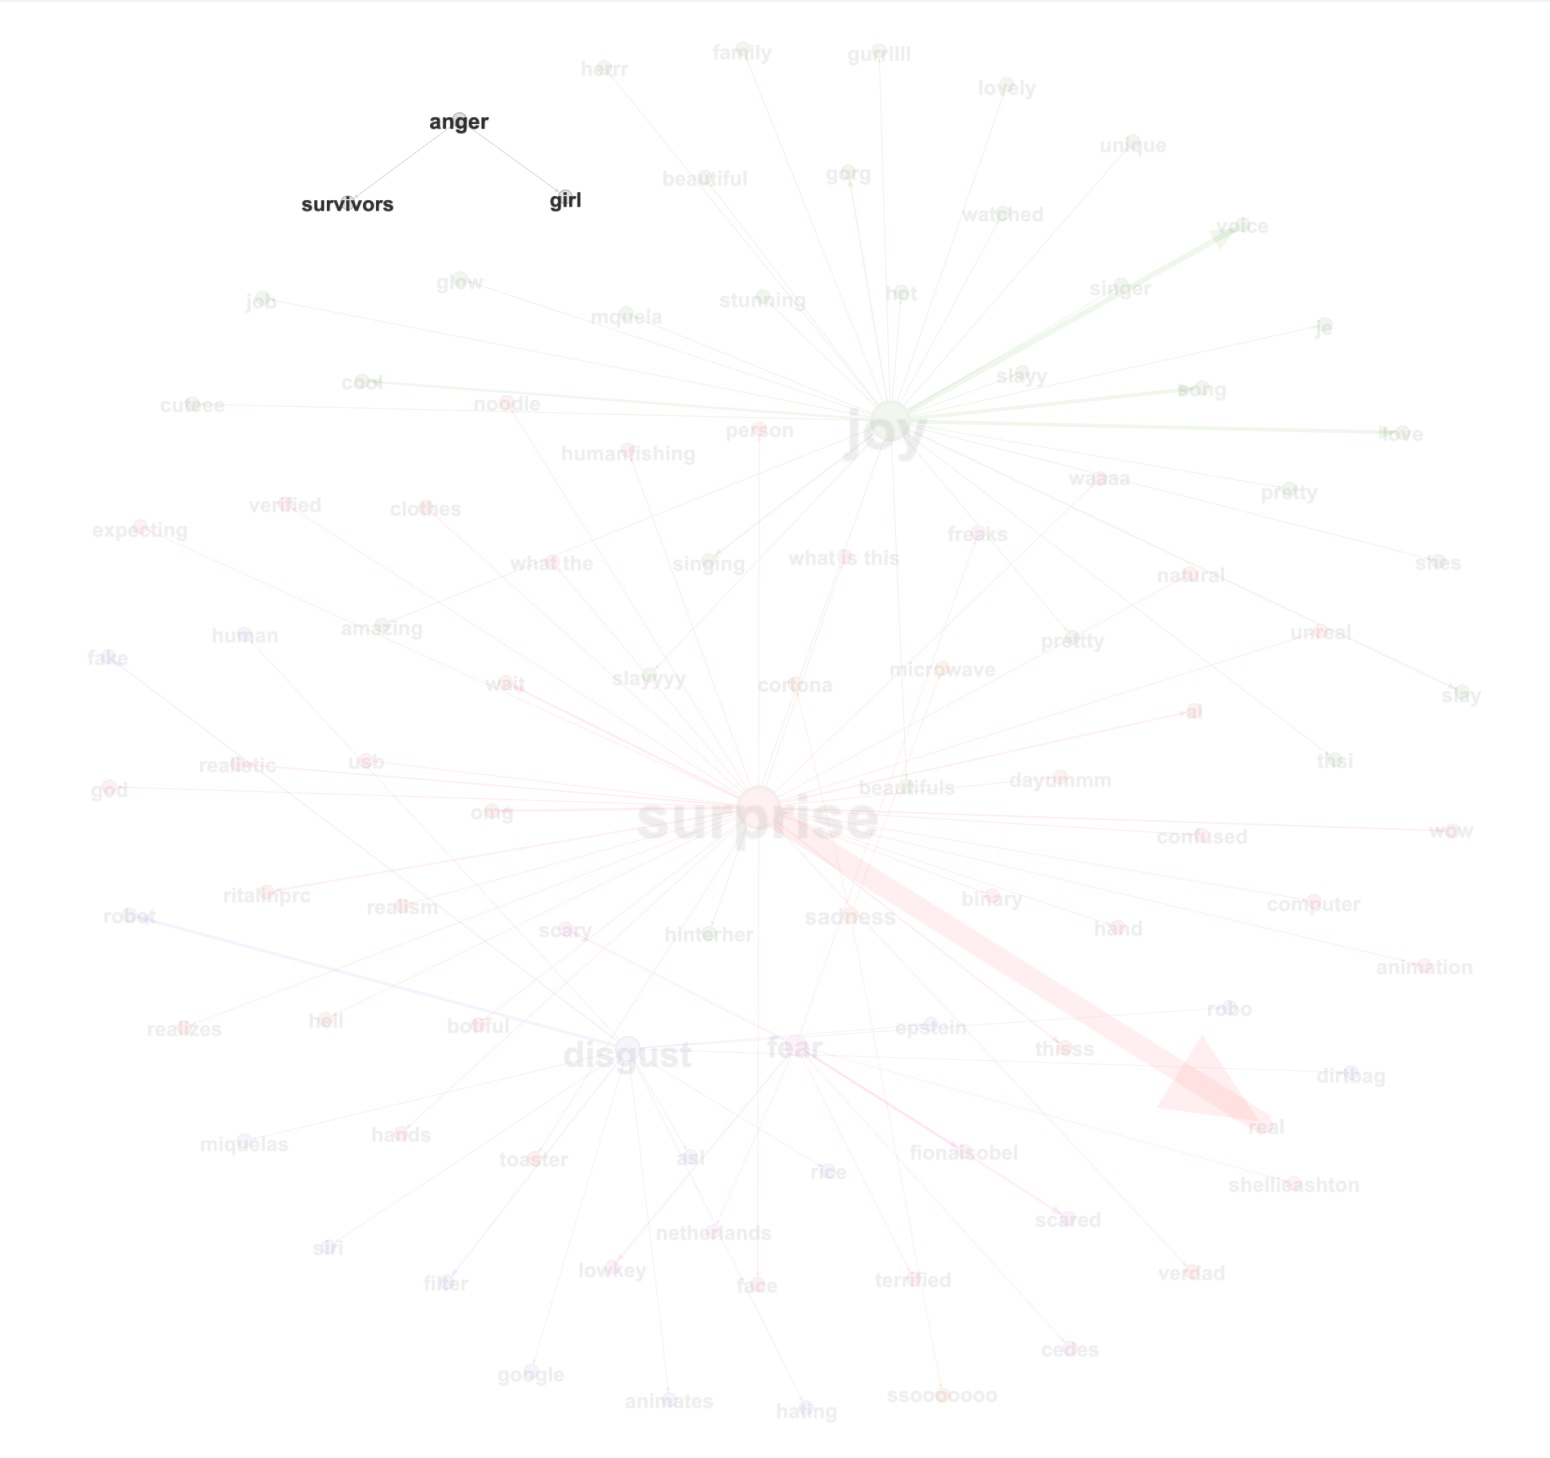 family
gurrllll
herrr
lovely
anger
unique
beautiful
gorg
survivors
girl
watched
voice
glow
singer
job
stunning
hot
mquela
je
slayy
cool
song
cuteee
noodle
person
joy
love
humanfishing
waaaa
pretty
verified
clothes
expecting
freaks
what the
singing
what is this
shes
natural
human
amazing
unreal
prettty
fake
wait
slayyyy
cortona
microwave
slay
ai
realistic
usb
thsi
god
beautifuls
dayummm
omg
surprise
confused
wow
ritalinprc
realism
binary
computer
robot
scary
hinterher
sadness
hand
animation
realizes
hell
botiful
epstein
robo
disgust
fear
thisss
dirtbag
real
miquelas
hands
toaster
asl
rice
fionaisobel
shellieashton
netherlands
scared
siri
filter
lowkey
face
terrified
verdad
cedes
google
animates
ssooooooo